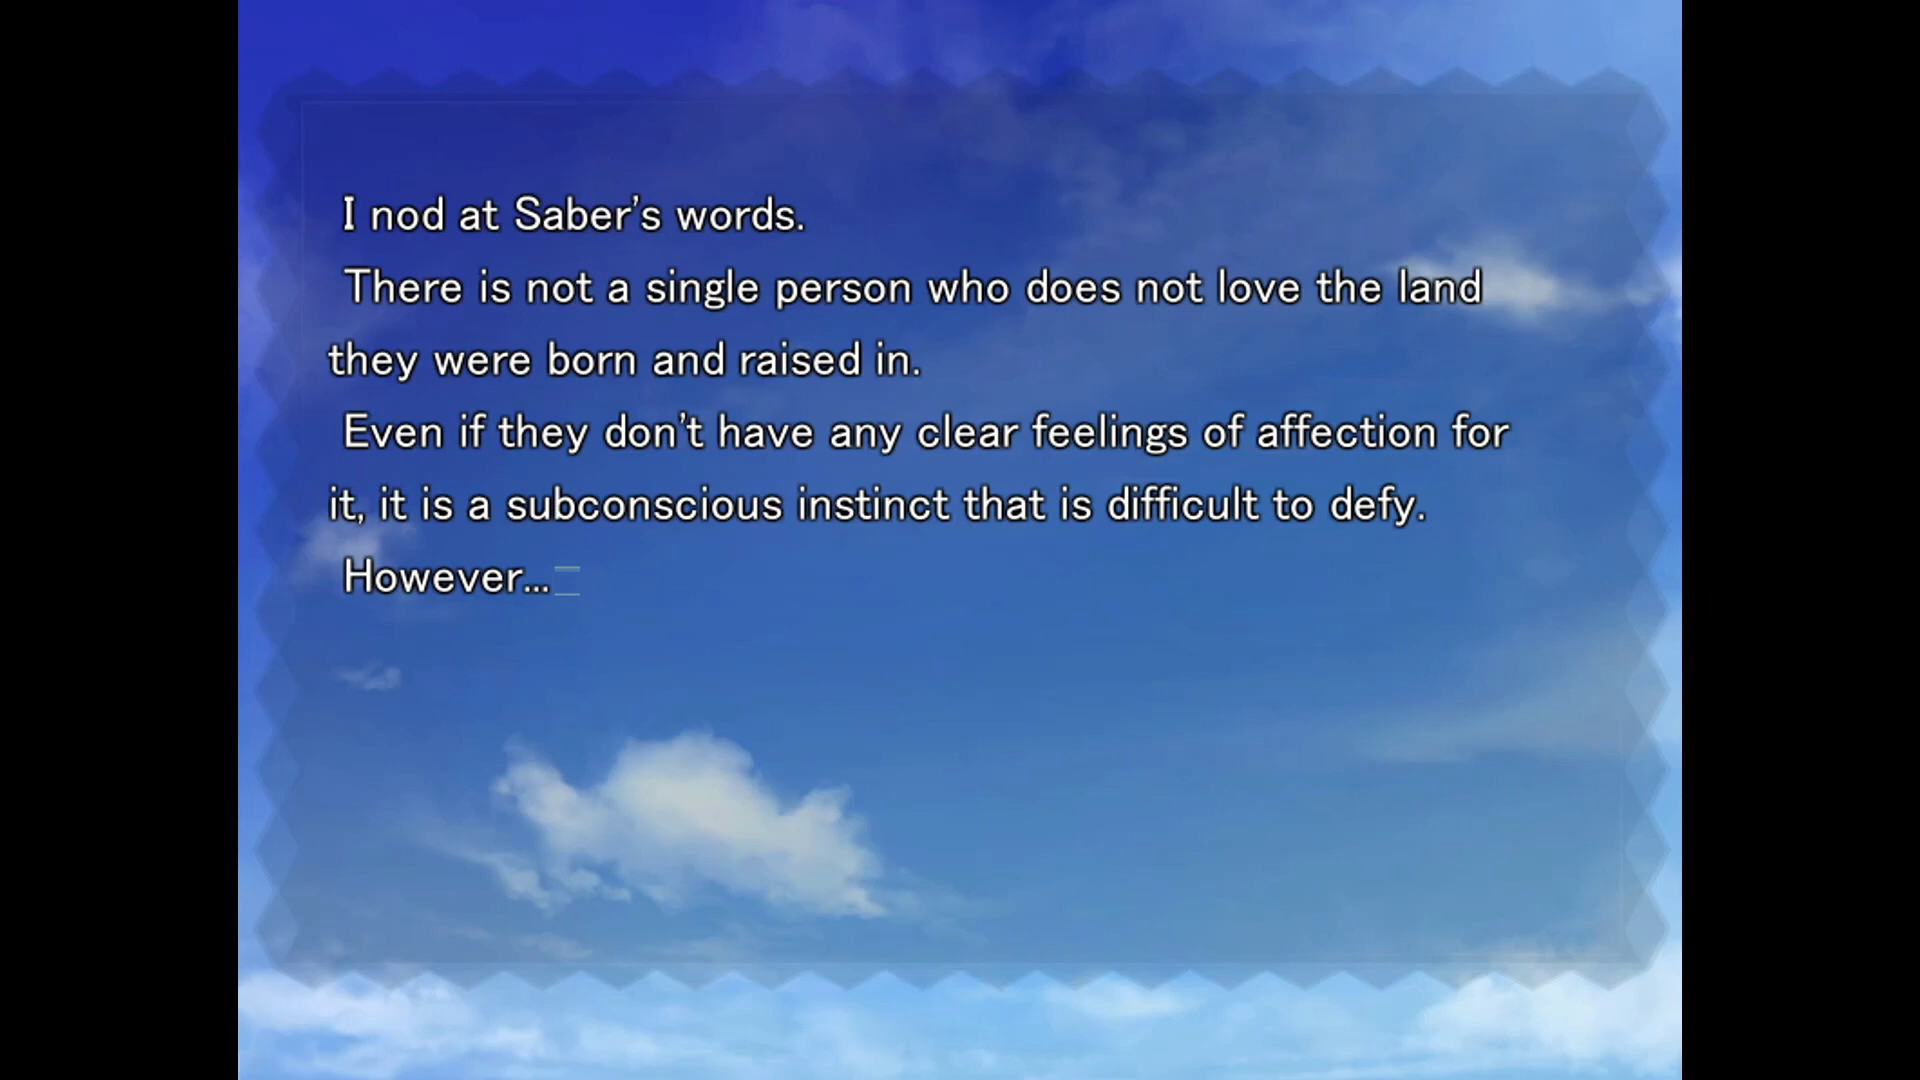 I nod at Saber's words.
There is not a single person who does not love the land
they were born and raised in.
Even if they don't have any clear feelings of affection for
it, it is a subconscious instinct that is difficult to defy.
However...